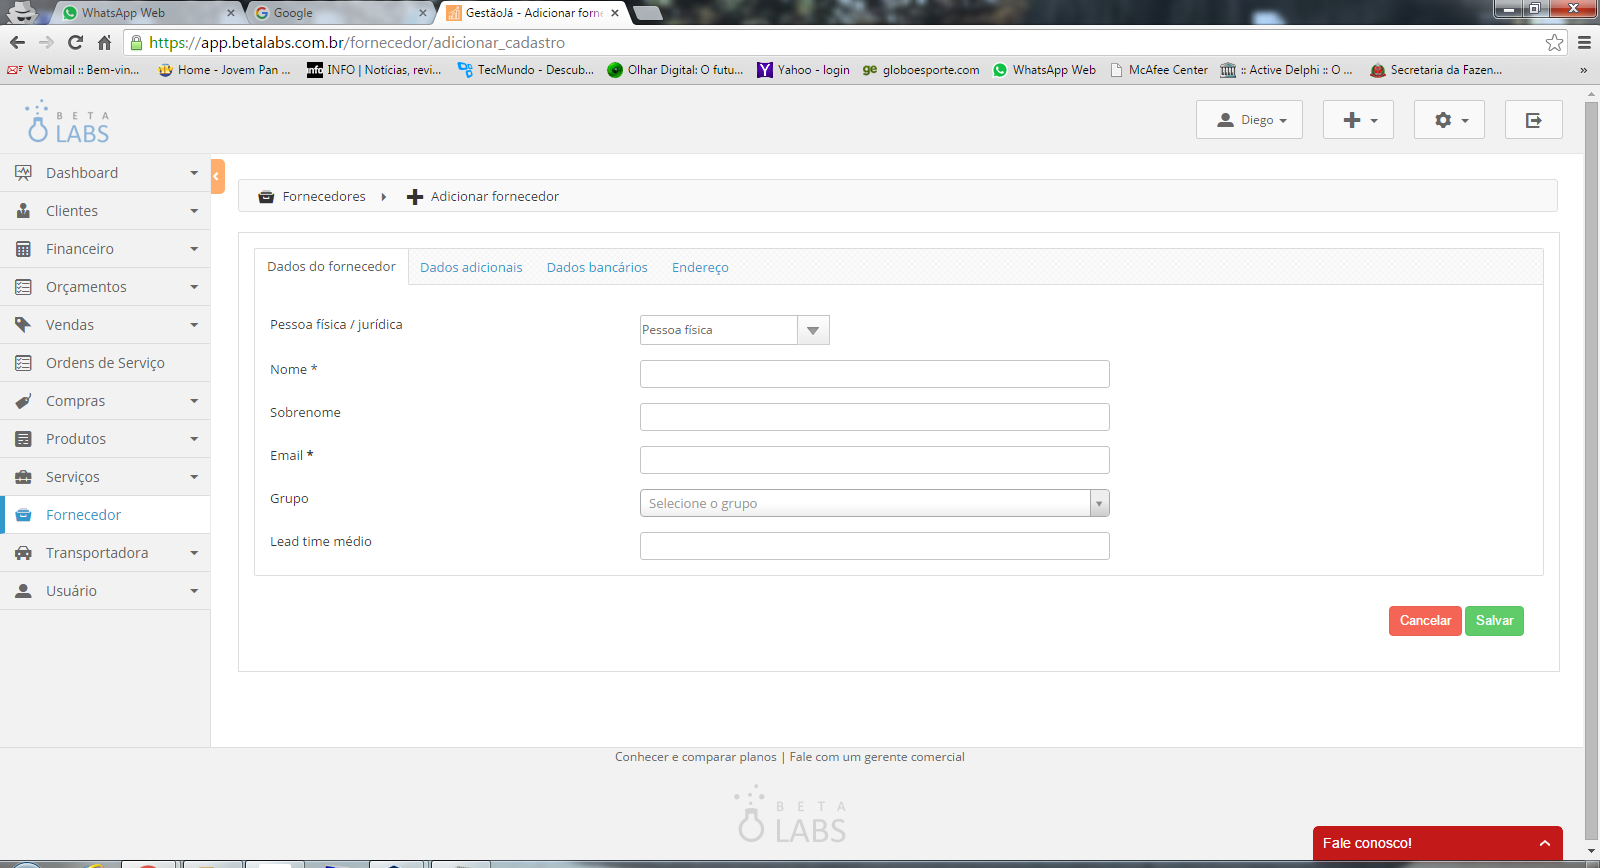 WhatsApp Web
Google
GestãoJá - Adicionar forne
https://app.betalabs.com.br/fornecedor/adicionar_cadastro
Webmail :: Bem-vin...
Home - Jovem Pan ...
info INFO | Notícias, revi...
TecMundo - Descub...
Olhar Digital: O futu...
Y Yahoo - login
ge globoesporte.com
WhatsApp Web
McAfee Center
:: Active Delphi :: O ...
Secretaria da Fazen...
»
BETA
LABS
Diego
Dashboard
Clientes
Financeiro
Orçamentos
Vendas
Ordens de Serviço
Compras
Produtos
Serviços
Fornecedor
Transportadora
Usuário
Fornecedores
Adicionar fornecedor
Dados do fornecedor
Dados adicionais
Dados bancários
Endereço
Pessoa física / jurídica
Pessoa física
Nome *
Sobrenome
Email *
Grupo
Selecione o grupo
Lead time médio
Cancelar
Salvar
Conhecer e comparar planos | Fale com um gerente comercial
BETA
LABS
Fale conosco!